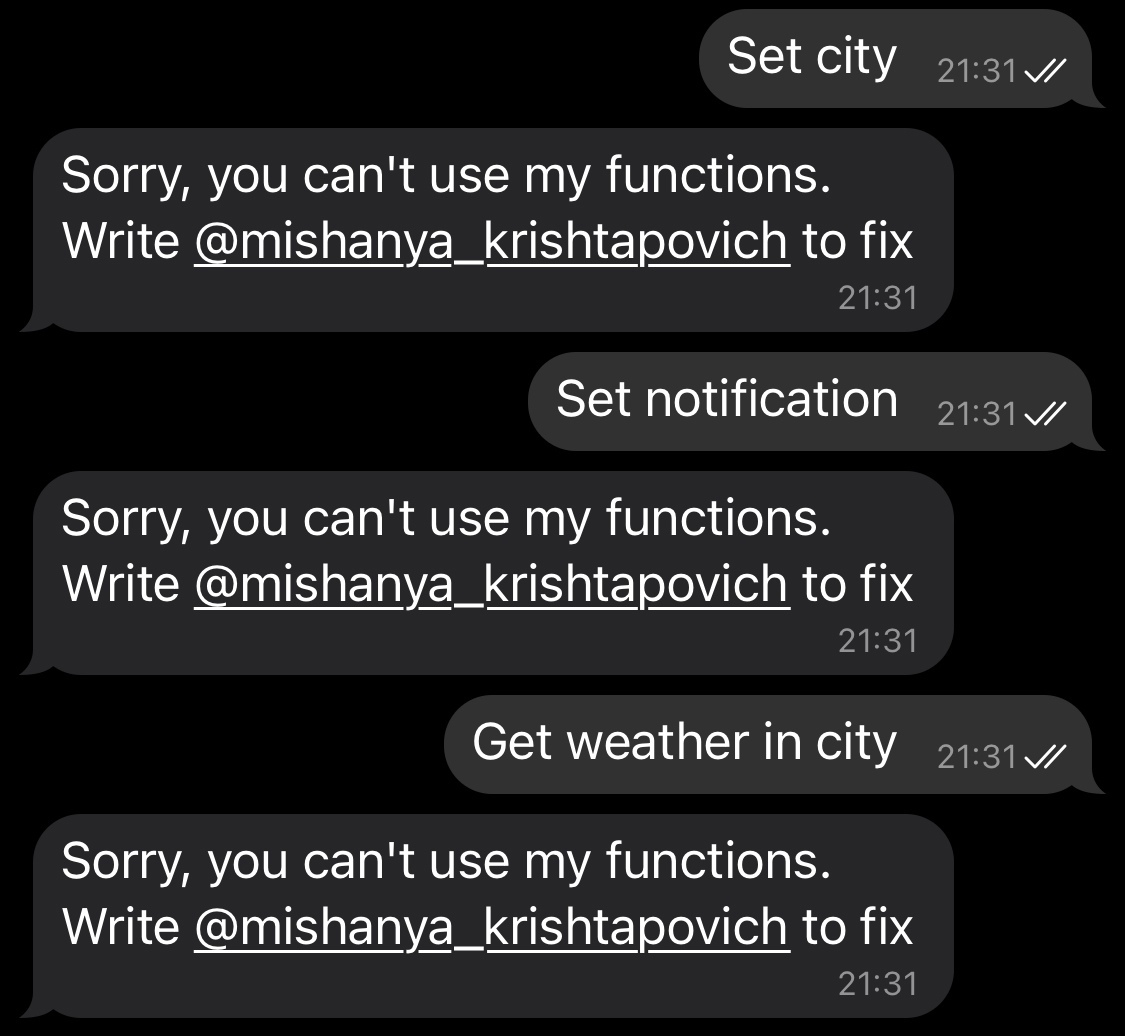 Set city 21:31
Sorry, you can't use my functions.
Write @mishanya_krishtapovich to fix
21:31
Set notification 21:31
Sorry, you can't use my functions.
Write @mishanya_krishtapovich to fix
21:31
Get weather in city 21:31
Sorry, you can't use my functions.
Write @mishanya_krishtapovich to fix
21:31